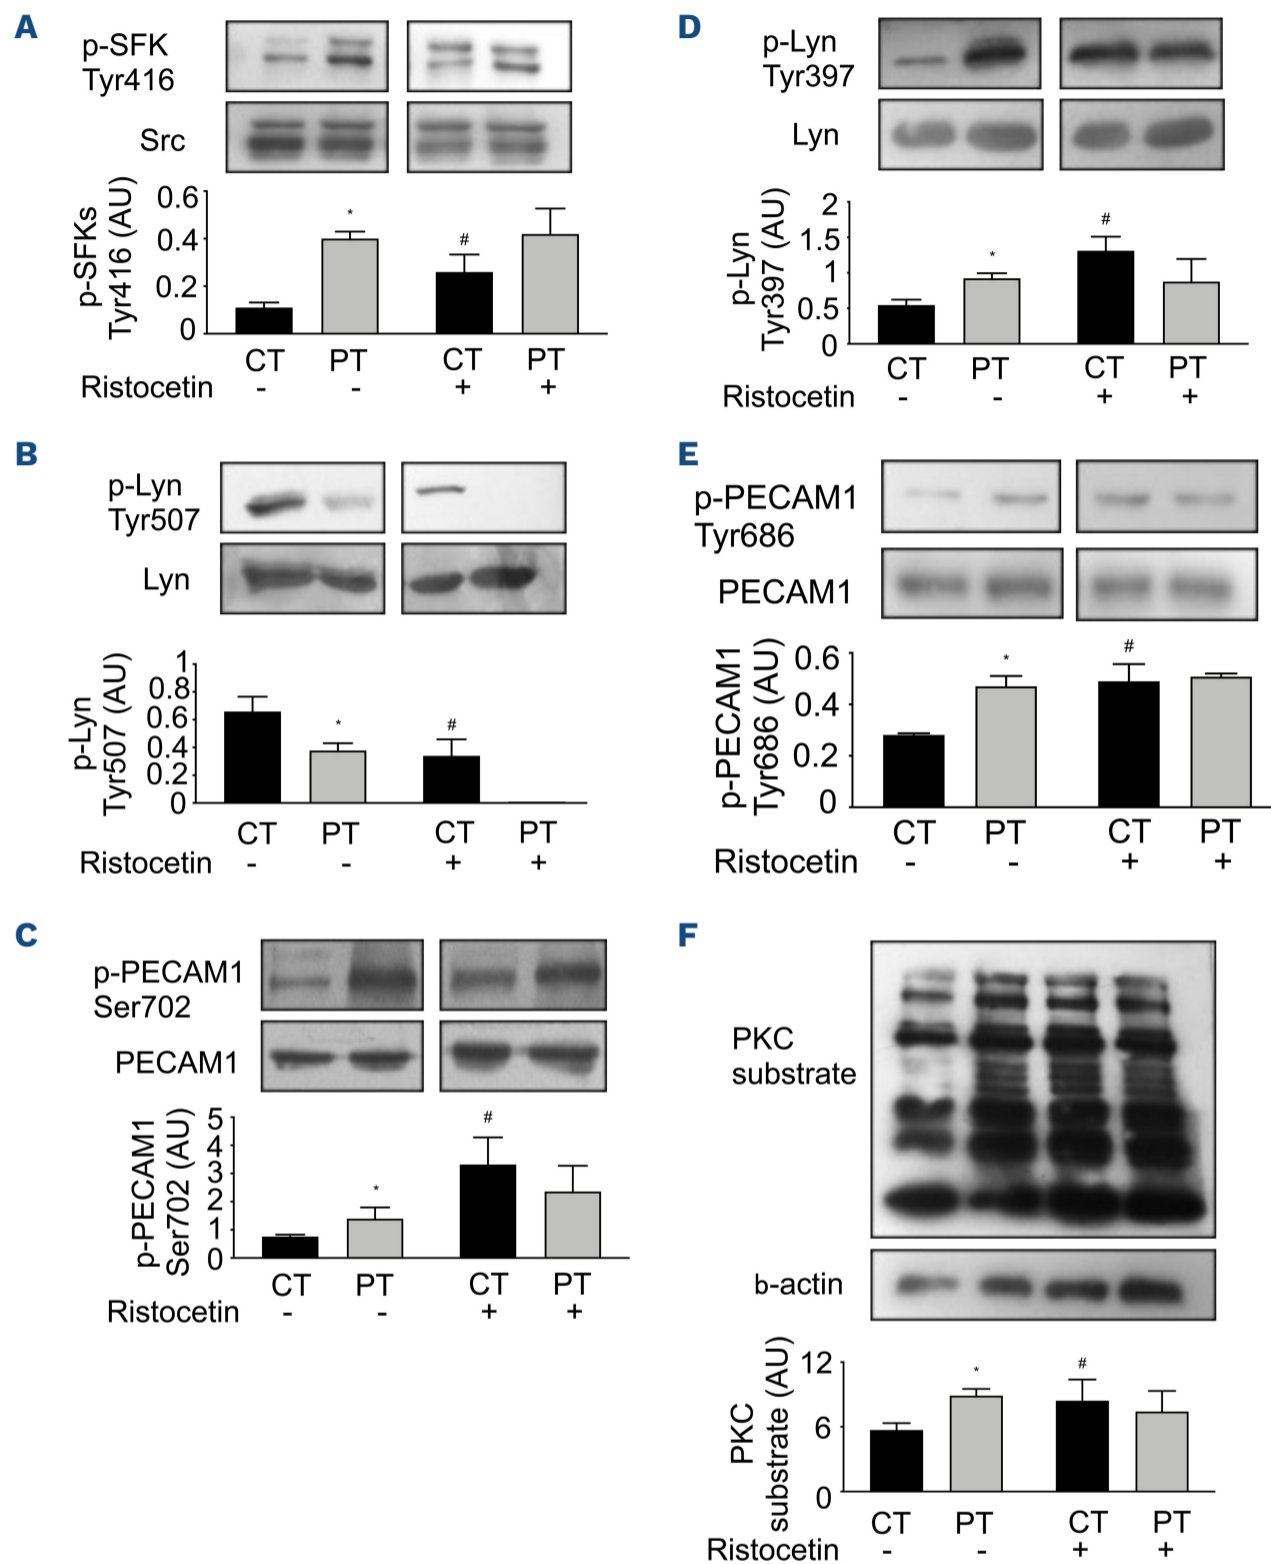 A
p-SFK
Tyr416
Src
p-SFKs
Tyr416 (AU)
0.6
0.4
0.2
0
*
#
CT PT CT PT
Ristocetin - - + +
B
p-Lyn
Tyr507
Lyn
p-Lyn
Tyr507 (AU)
1
0.8
0.6
0.4
0.2
0
*
#
CT PT CT PT
Ristocetin - - + +
C
p-PECAM1
Ser702
PECAM1
p-PECAM1
Ser702 (AU)
5
4
3
2
1
0
*
#
CT PT CT PT
Ristocetin - - + +
D
p-Lyn
Tyr397
Lyn
p-Lyn
Tyr397 (AU)
2
1.5
1
0.5
0
*
#
CT PT CT PT
Ristocetin - - + +
E
p-PECAM1
Tyr686
PECAM1
p-PECAM1
Tyr686 (AU)
0.6
0.4
0.2
0
*
#
CT PT CT PT
Ristocetin - - + +
F
PKC
substrate
b-actin
PKC
substrate (AU)
12
6
0
*
#
CT PT CT PT
Ristocetin - - + +